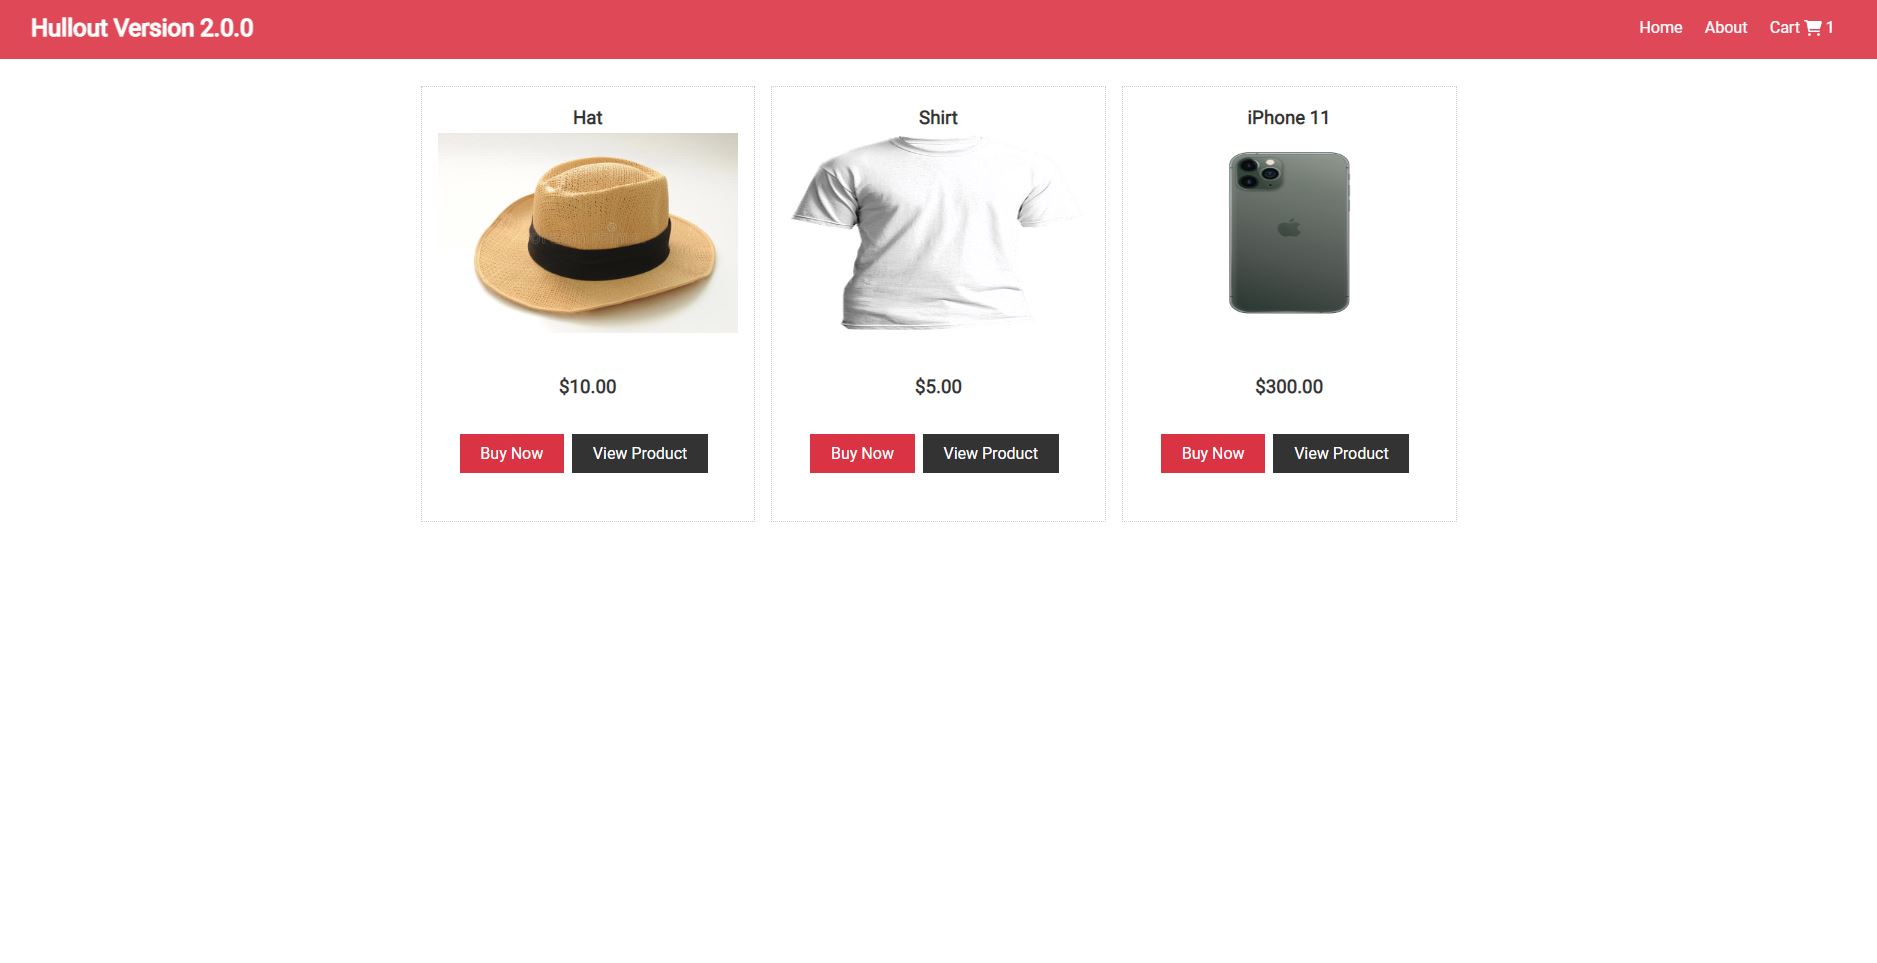 Hullout Version 2.0.0
Home About Cart 1
Hat
Shirt
iPhone 11
$10.00
$5.00
$300.00
Buy Now View Product
Buy Now View Product
Buy Now View Product